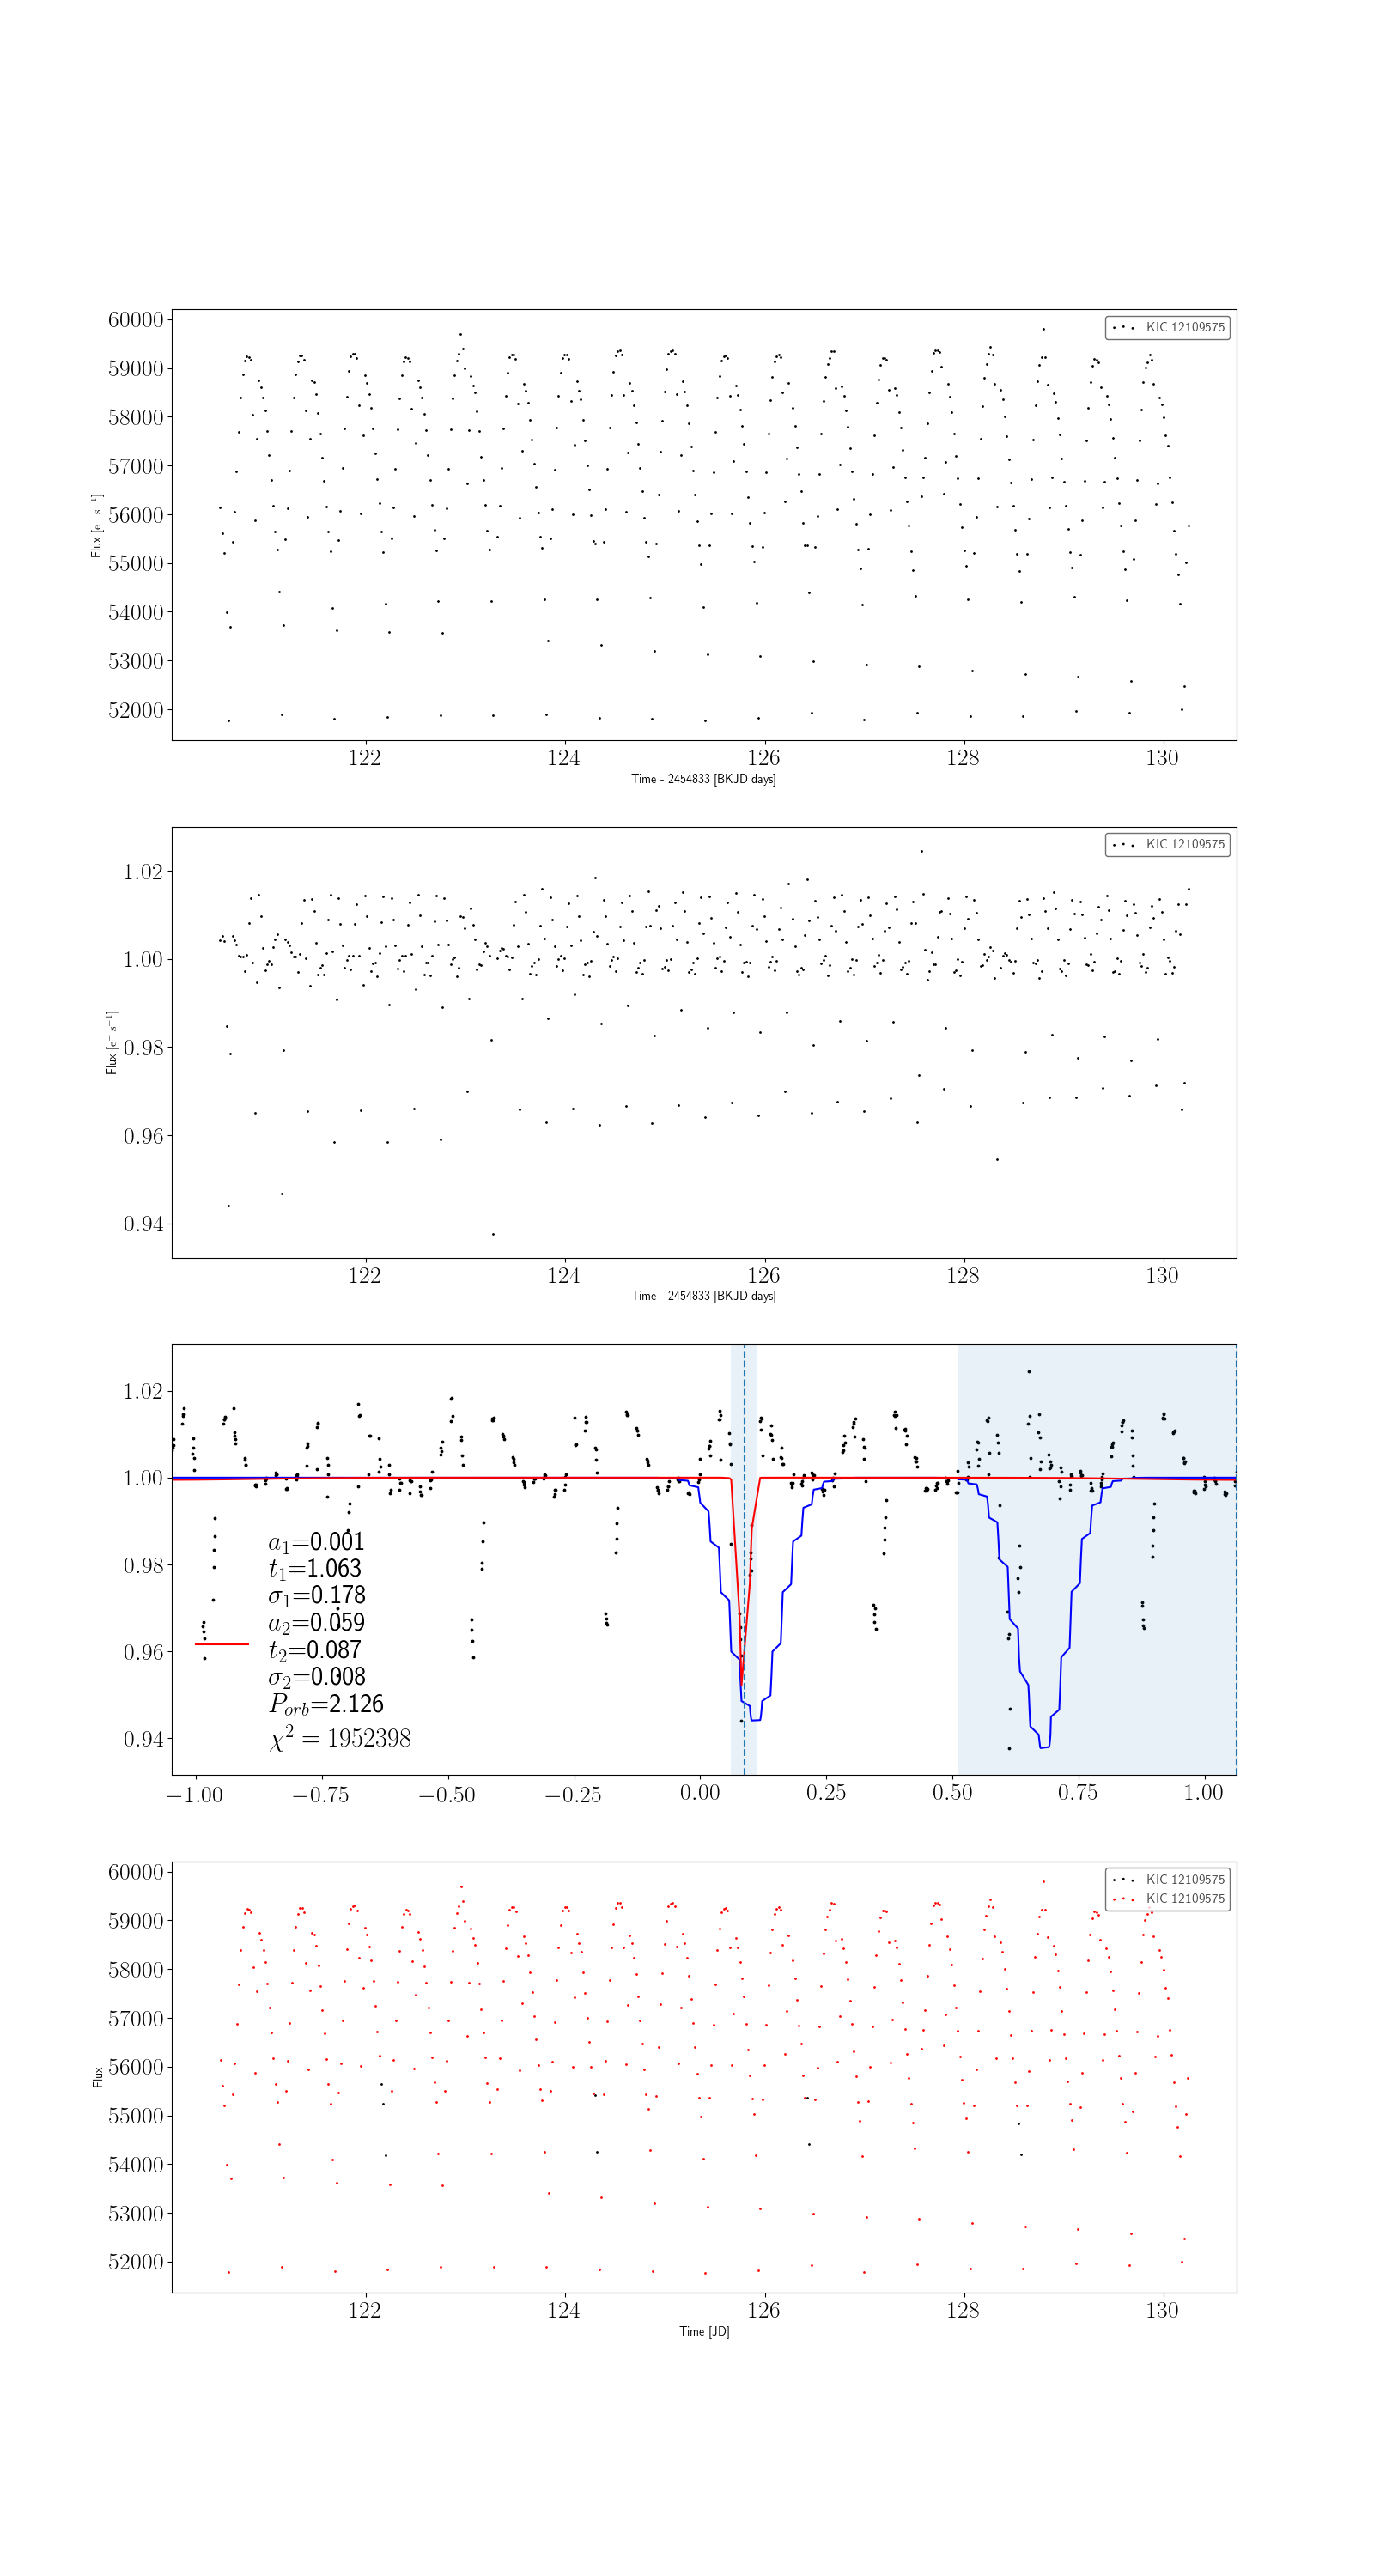 60000
59000
58000
57000
56000
55000
54000
53000
52000
Flux [e⁻ s⁻¹]
KIC 12109575
122 124 126 128 130
Time - 2454833 [BKJD days]
1.02
1.00
0.98
0.96
0.94
Flux [e⁻ s⁻¹]
KIC 12109575
122 124 126 128 130
Time - 2454833 [BKJD days]
1.02
1.00
0.98
0.96
0.94
a₁=0.001
t₁=1.063
σ₁=0.178
a₂=0.059
t₂=0.087
σ₂=0.008
P_orb=2.126
χ² = 1952398
−1.00 −0.75 −0.50 −0.25 0.00 0.25 0.50 0.75 1.00
60000
59000
58000
57000
56000
55000
54000
53000
52000
Flux
KIC 12109575
KIC 12109575
122 124 126 128 130
Time [JD]